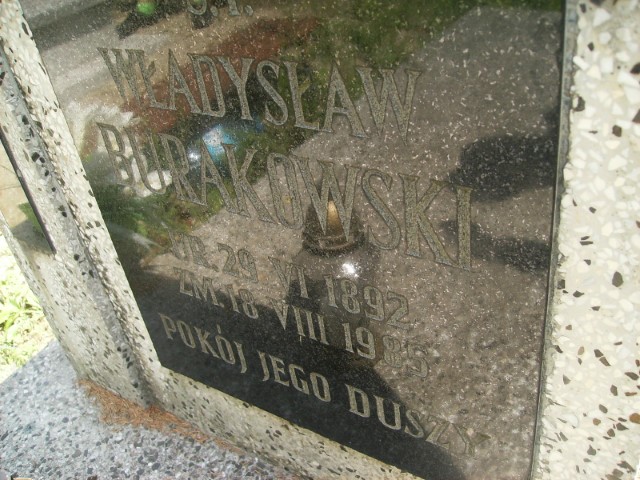 Ś.P.
WŁADYSŁAW
BURAKOWSKI
UR. 29 VI 1892
ZM. 18 VIII 1985
POKÓJ JEGO DUSZY